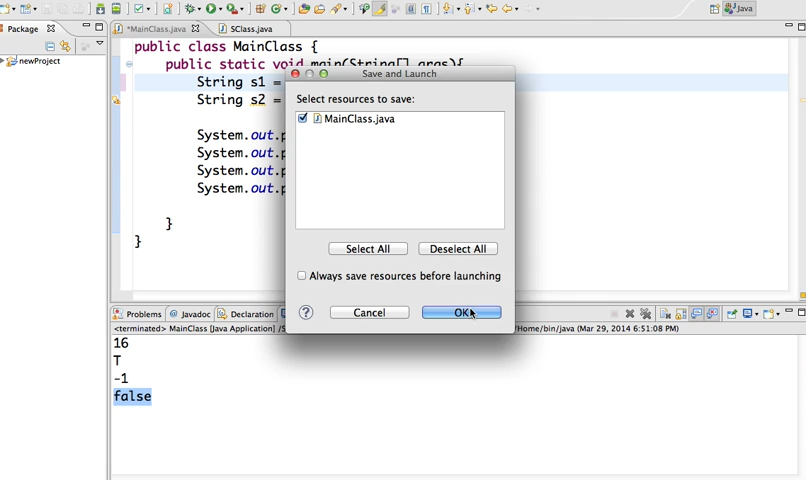 Java
Package
*MainClass.java
SClass.java
newProject
public class MainClass {
public static void main(String[] args){
String s1 =
String s2 =
System.out.p
System.out.p
System.out.p
System.out.p
}
}
Save and Launch
Select resources to save:
MainClass.java
Select All
Deselect All
Always save resources before launching
?
Cancel
OK
Problems
@ Javadoc
Declaration
<terminated> MainClass [Java Application] /S
/Home/bin/java (Mar 29, 2014 6:51:08 PM)
16
T
-1
false